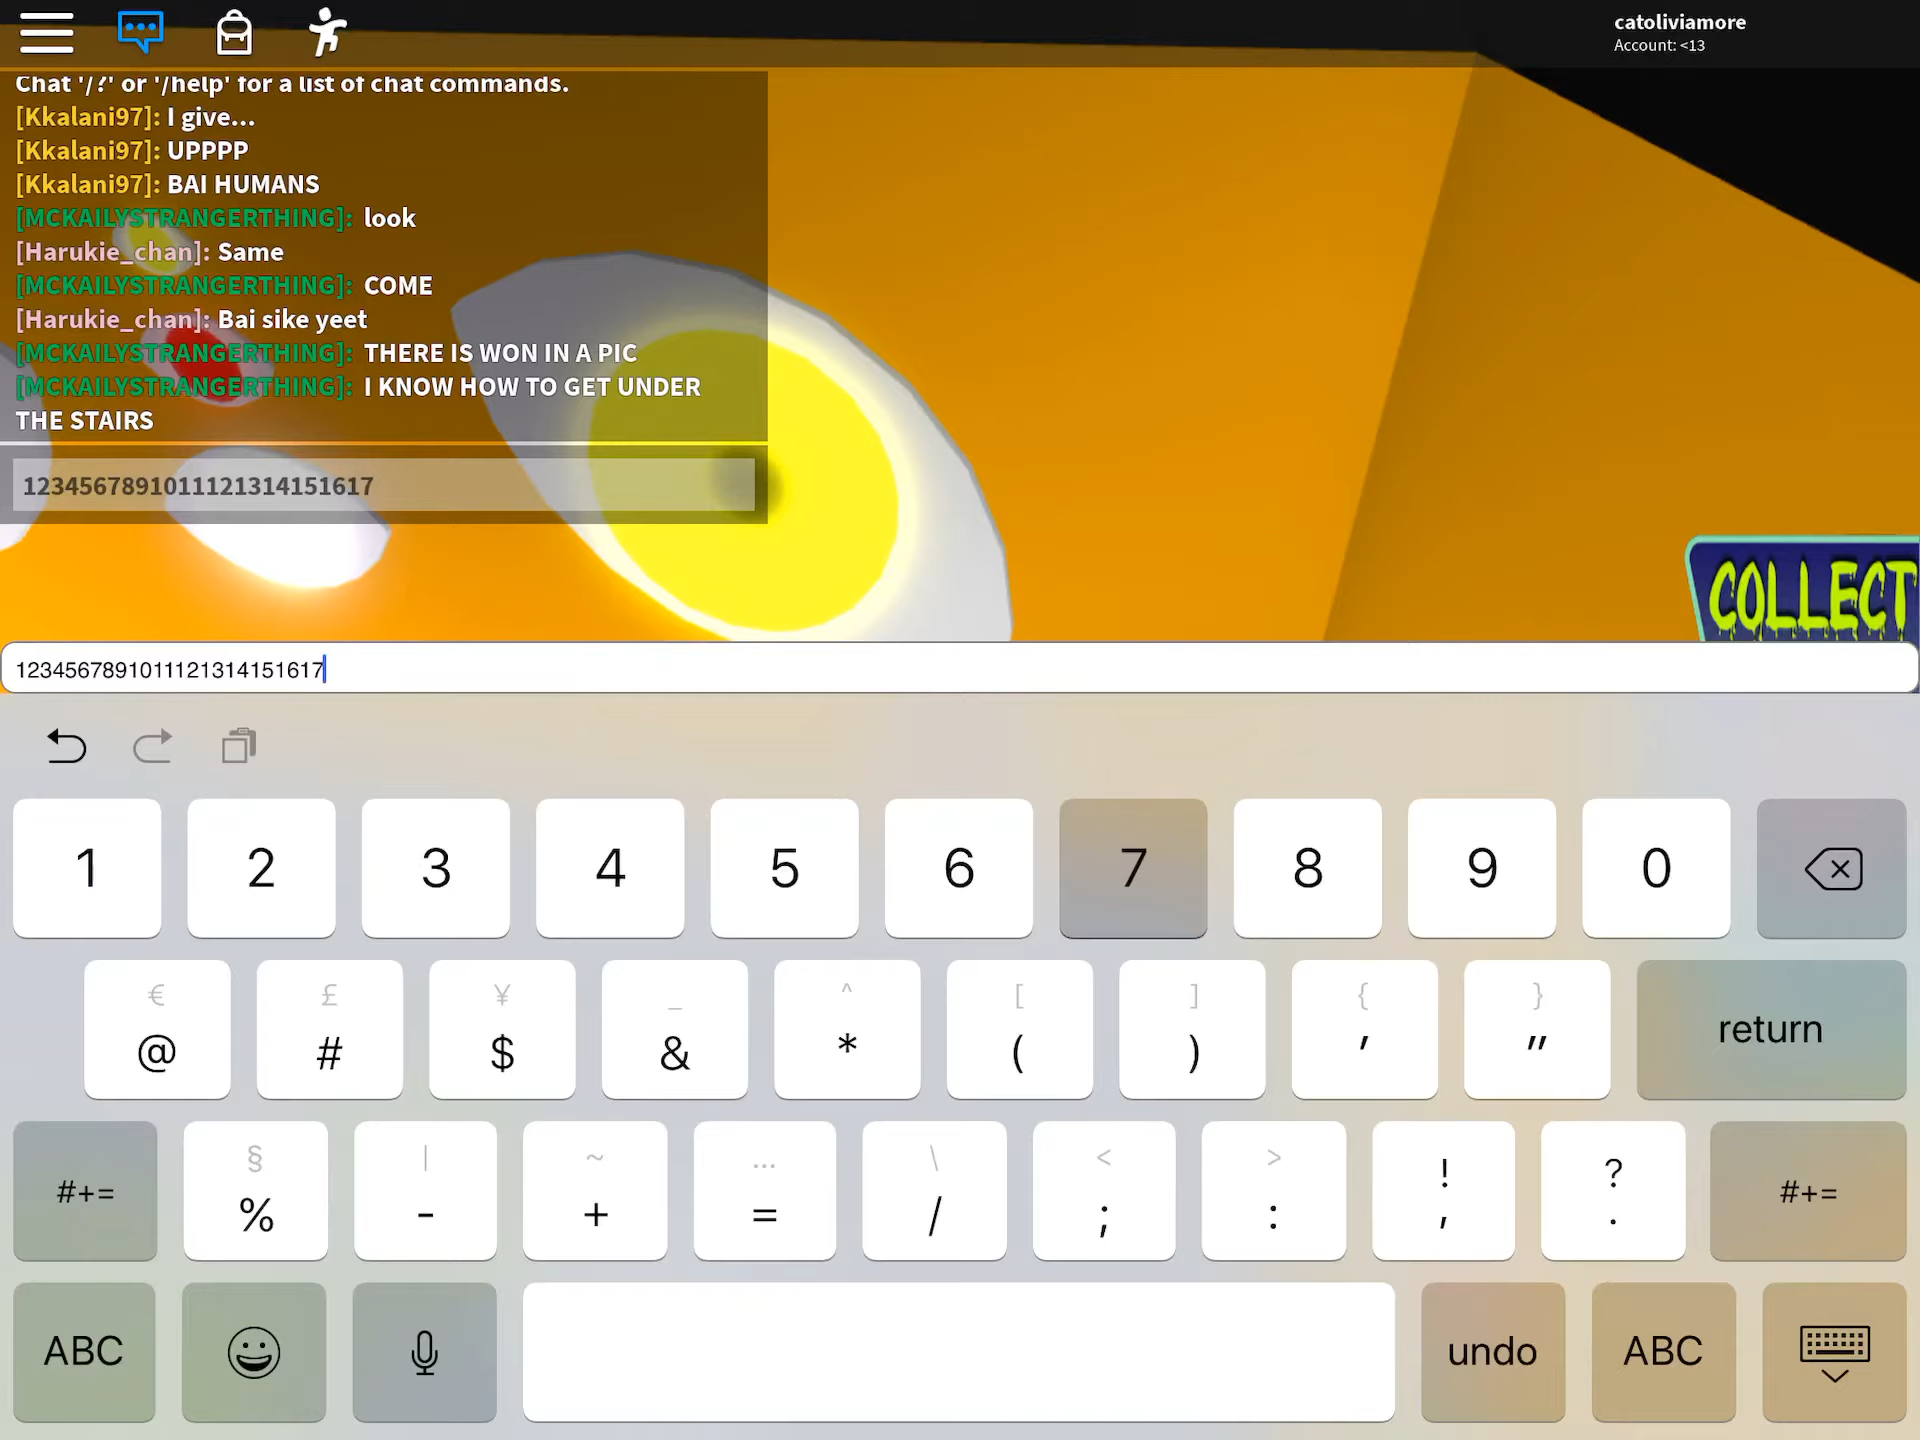 catoliviamore
Account: <13
Chat '/?' or '/help' for a list of chat commands.
[Kkalani97]: I give...
[Kkalani97]: UPPPP
[Kkalani97]: BAI HUMANS
[MCKAILYSTRANGERTHING]: look
[Harukie_chan]: Same
[MCKAILYSTRANGERTHING]: COME
[Harukie_chan]: Bai sike yeet
[MCKAILYSTRANGERTHING]: THERE IS WON IN A PIC
[MCKAILYSTRANGERTHING]: I KNOW HOW TO GET UNDER
THE STAIRS
1234567891011121314151617
COLLECT
1234567891011121314151617
1 2 3 4 5 6 7 8 9 0
€ £ ¥ _ ^ [ ] { }
@ # $ & * ( ) ' "
return
§ | ~ … \ < > ! ?
#+= % - + = / ; : , . #+=
ABC undo ABC